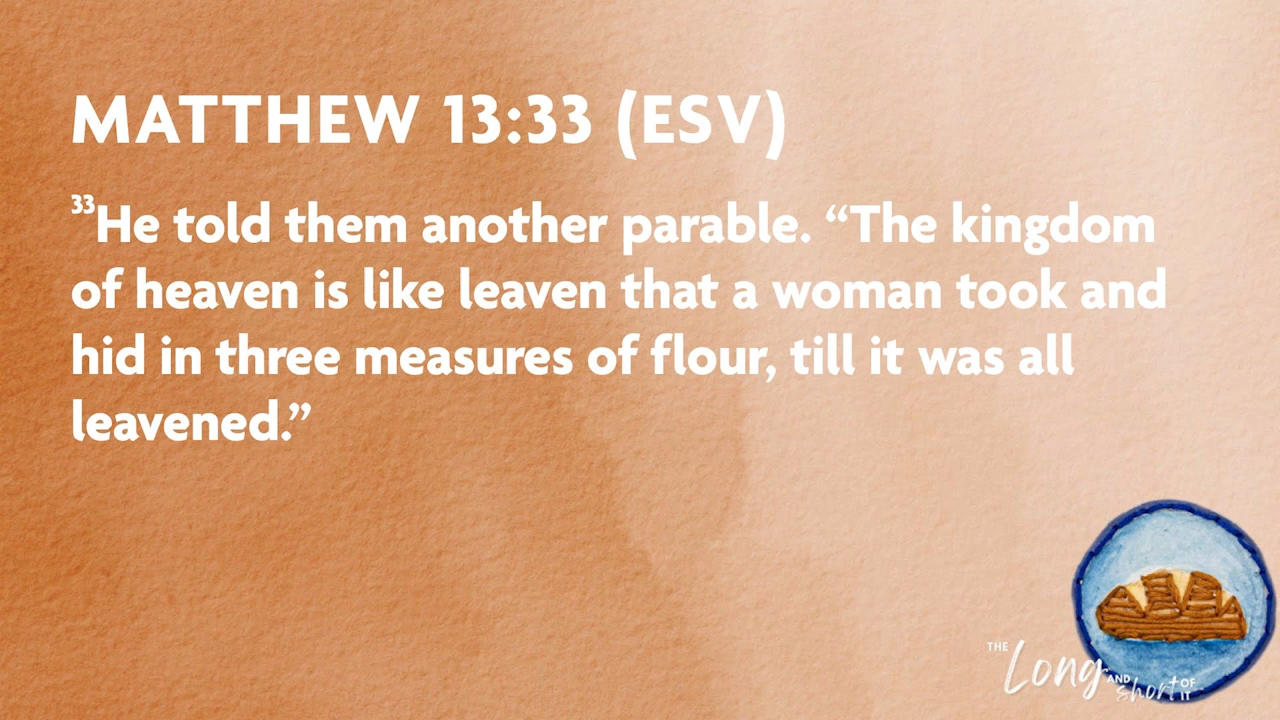 MATTHEW 13:33 (ESV)
33He told them another parable. “The kingdom
of heaven is like leaven that a woman took and
hid in three measures of flour, till it was all
leavened.”
THE Long AND short OF IT